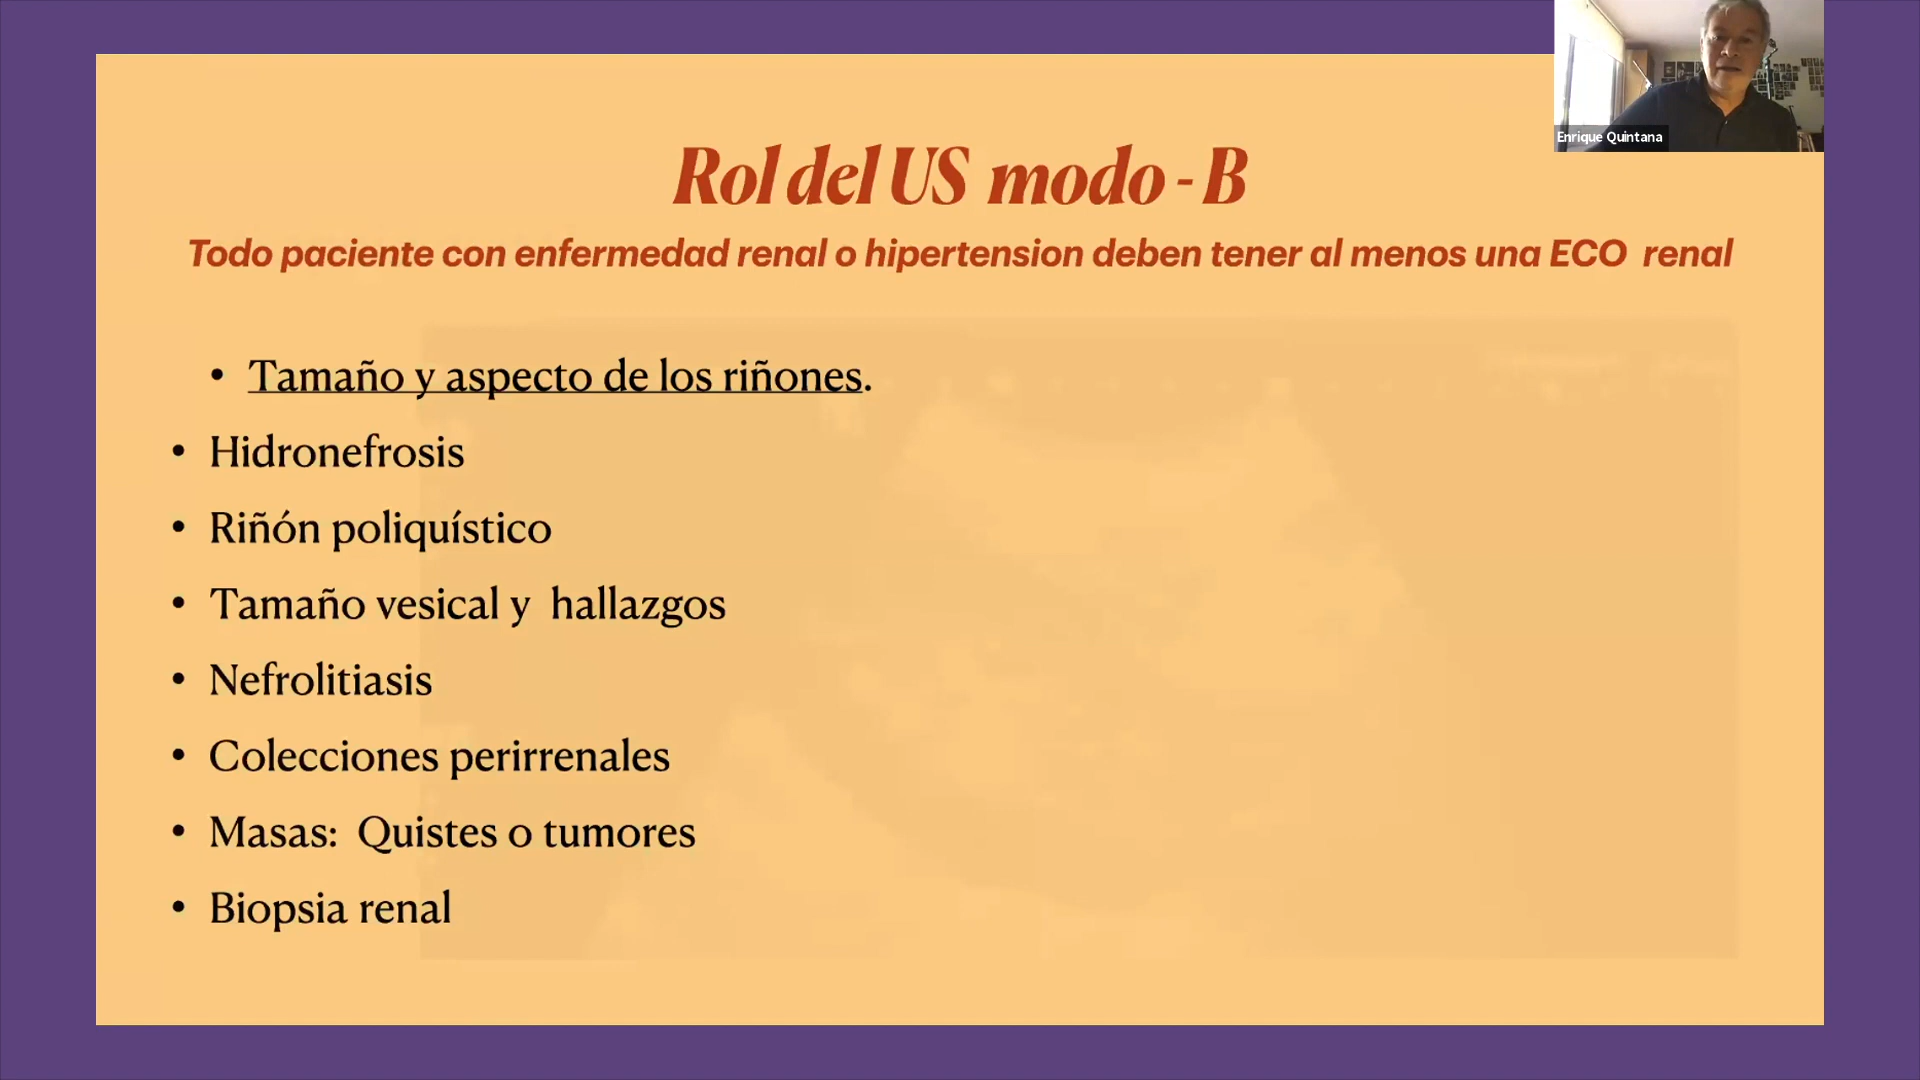 Enrique Quintana
Rol del US modo - B
Todo paciente con enfermedad renal o hipertension deben tener al menos una ECO renal
• Tamaño y aspecto de los riñones.
• Hidronefrosis
• Riñón poliquístico
• Tamaño vesical y hallazgos
• Nefrolitiasis
• Colecciones perirrenales
• Masas: Quistes o tumores
• Biopsia renal